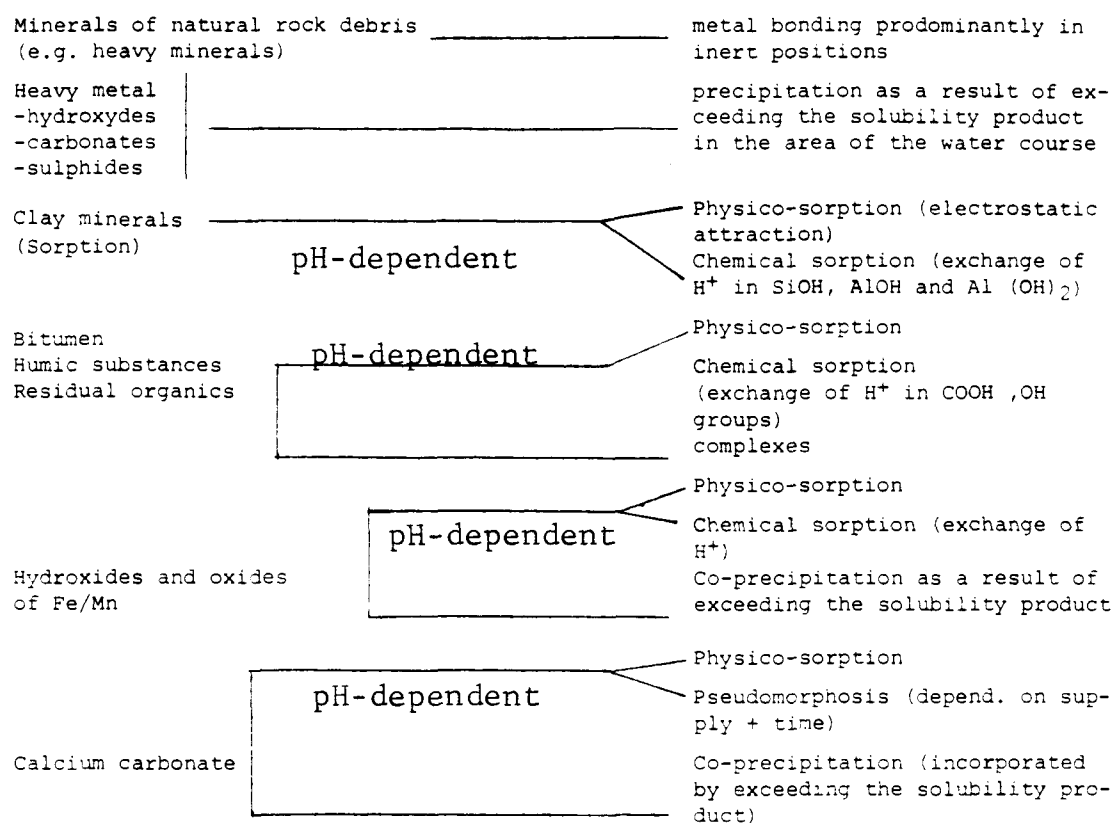 Minerals of natural rock debris
(e.g. heavy minerals)
metal bonding prodominantly in
inert positions
Heavy metal
-hydroxydes
-carbonates
-sulphides
precipitation as a result of ex-
ceeding the solubility product
in the area of the water course
Clay minerals
(Sorption)
pH-dependent
Physico-sorption (electrostatic
attraction)
Chemical sorption (exchange of
H⁺ in SiOH, AlOH and Al (OH)₂)
Bitumen
Humic substances
Residual organics
pH-dependent
Physico-sorption
Chemical sorption
(exchange of H⁺ in COOH ,OH
groups)
complexes
Hydroxides and oxides
of Fe/Mn
pH-dependent
Physico-sorption
Chemical sorption (exchange of
H⁺)
Co-precipitation as a result of
exceeding the solubility product
Calcium carbonate
pH-dependent
Physico-sorption
Pseudomorphosis (depend. on sup-
ply + time)
Co-precipitation (incorporated
by exceeding the solubility pro-
duct)